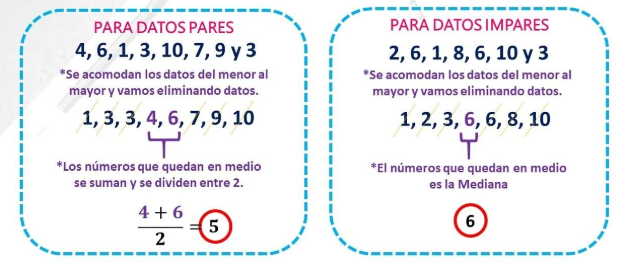 PARA DATOS PARES
4, 6, 1, 3, 10, 7, 9 y 3
*Se acomodan los datos del menor al
mayor y vamos eliminando datos.
1, 3, 3, 4, 6, 7, 9, 10
*Los números que quedan en medio
se suman y se dividen entre 2.
4 + 6
2
= 5
PARA DATOS IMPARES
2, 6, 1, 8, 6, 10 y 3
*Se acomodan los datos del menor al
mayor y vamos eliminando datos.
1, 2, 3, 6, 6, 8, 10
*El números que quedan en medio
es la Mediana
6